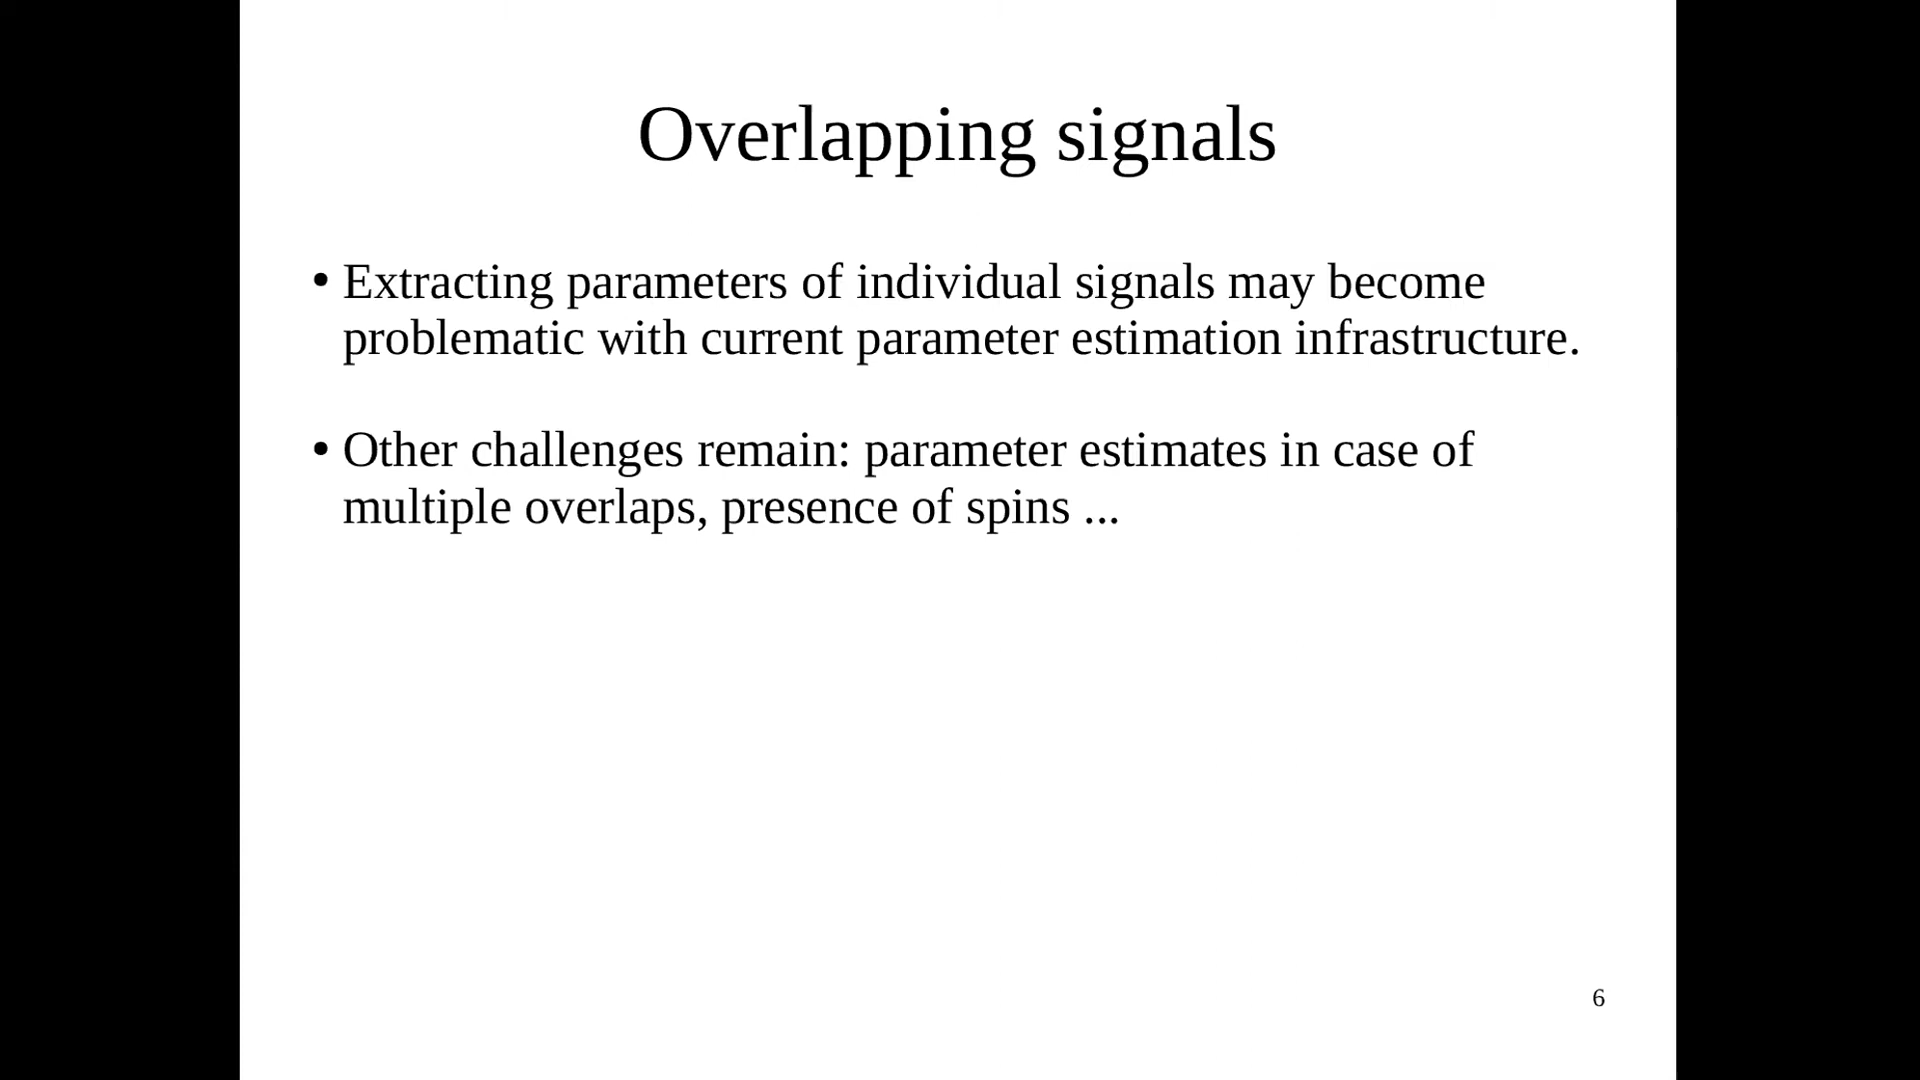 Overlapping signals
• Extracting parameters of individual signals may become
problematic with current parameter estimation infrastructure.
• Other challenges remain: parameter estimates in case of
multiple overlaps, presence of spins ...
6